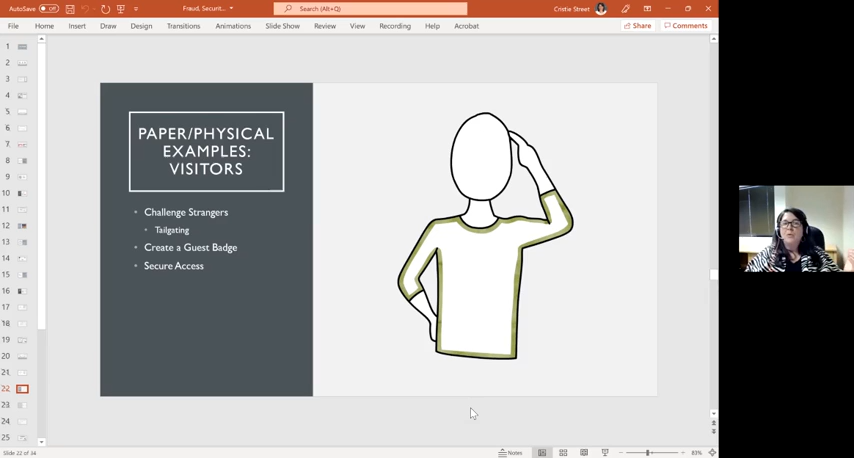 AutoSave Off
Fraud, Securit...
Search (Alt+Q)
Cristie Street
File Home Insert Draw Design Transitions Animations Slide Show Review View Recording Help Acrobat
Share Comments
1
2
3
4
5
6
7
8
9
10
11
12
13
14
15
16
17
18
19
20
21
22
23
24
25
PAPER/PHYSICAL
EXAMPLES:
VISITORS
Challenge Strangers
Tailgating
Create a Guest Badge
Secure Access
Slide 22 of 34
Notes
83%